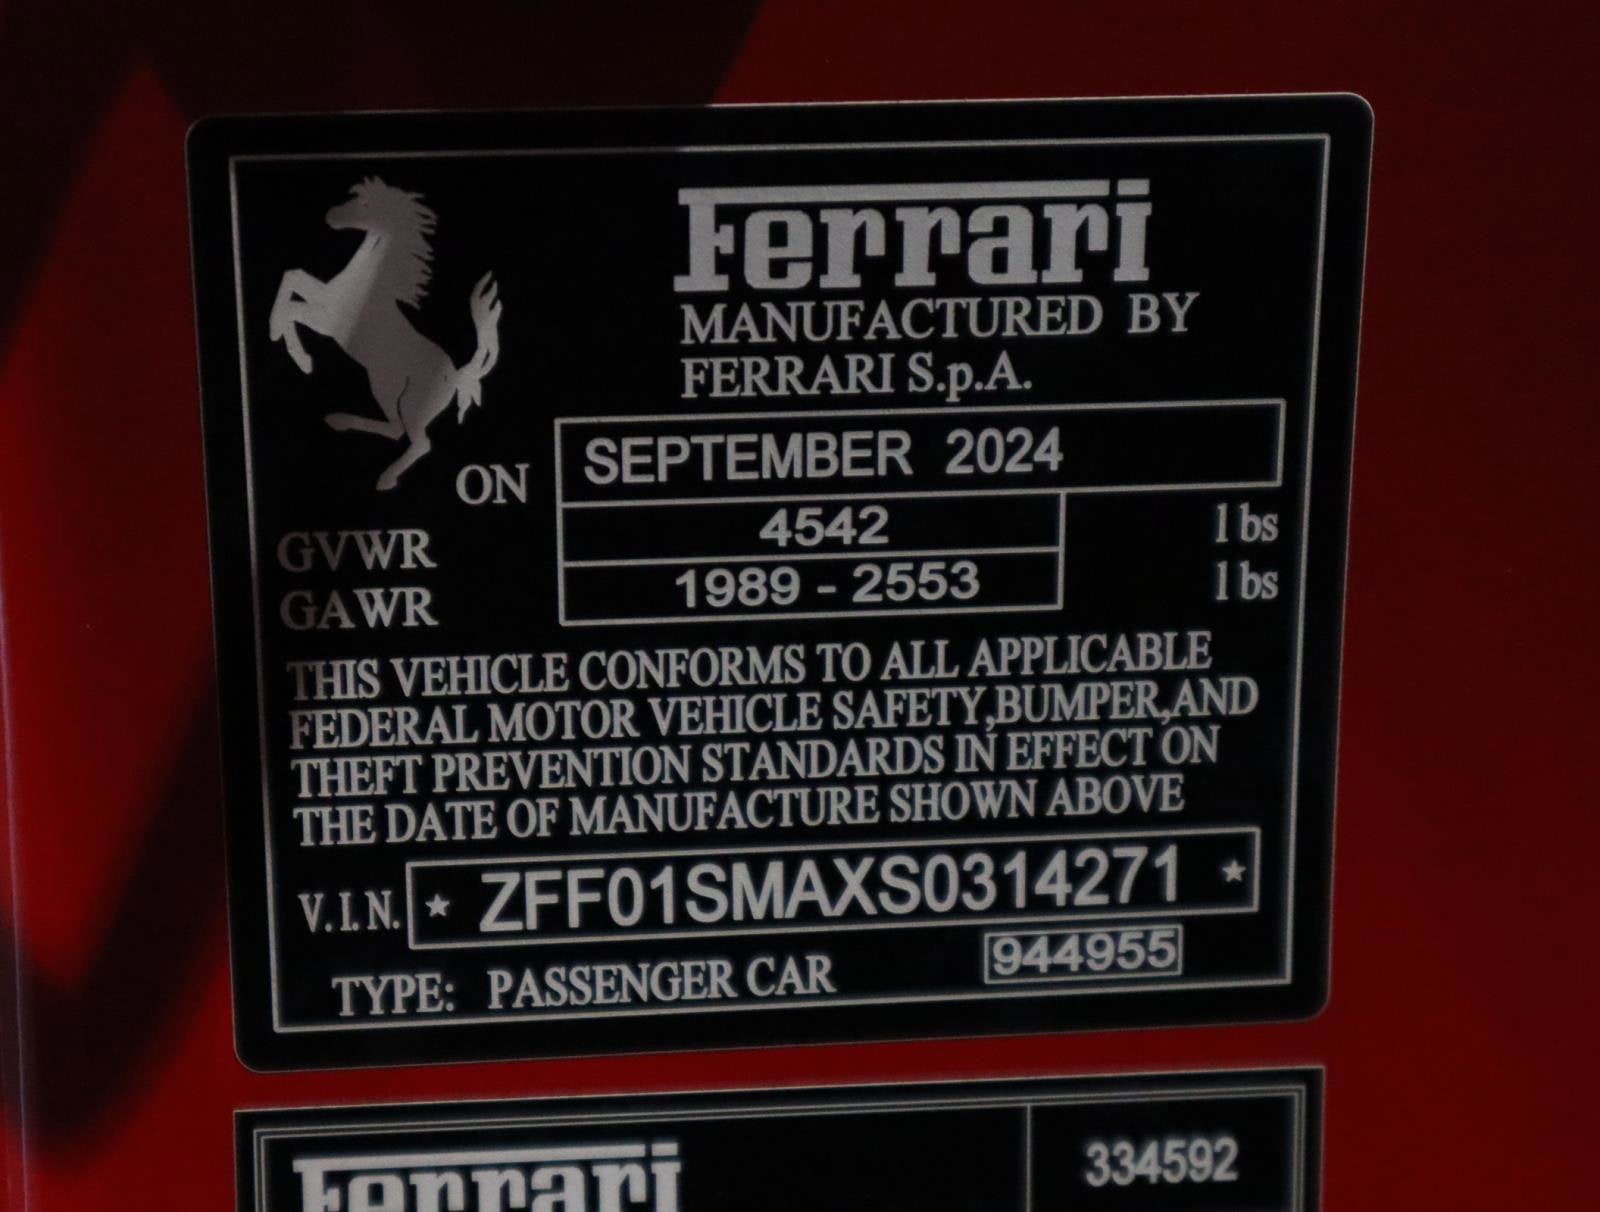 Ferrari
MANUFACTURED BY
FERRARI S.p.A.
ON SEPTEMBER 2024
GVWR 4542 lbs
GAWR 1989 - 2553 lbs
THIS VEHICLE CONFORMS TO ALL APPLICABLE
FEDERAL MOTOR VEHICLE SAFETY,BUMPER,AND
THEFT PREVENTION STANDARDS IN EFFECT ON
THE DATE OF MANUFACTURE SHOWN ABOVE
V.I.N. ★ ZFF01SMAXS0314271 ★
TYPE: PASSENGER CAR 944955
Ferrari 334592